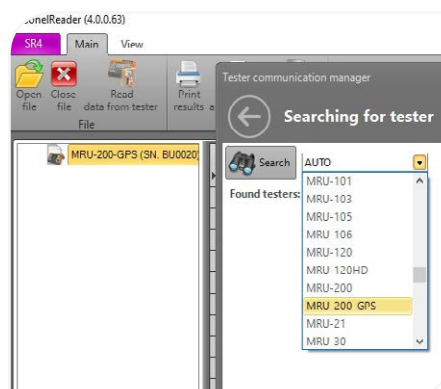 onelReader (4.0.0.63)
SR4 Main View
Open file
Close file
Read data from tester
Print results
File
Tester communication manager
Searching for tester
MRU-200-GPS (SN. BU0020)
Search AUTO
Found testers:
MRU-101
MRU-103
MRU-105
MRU 106
MRU-120
MRU 120HD
MRU-200
MRU 200 GPS
MRU-21
MRU 30